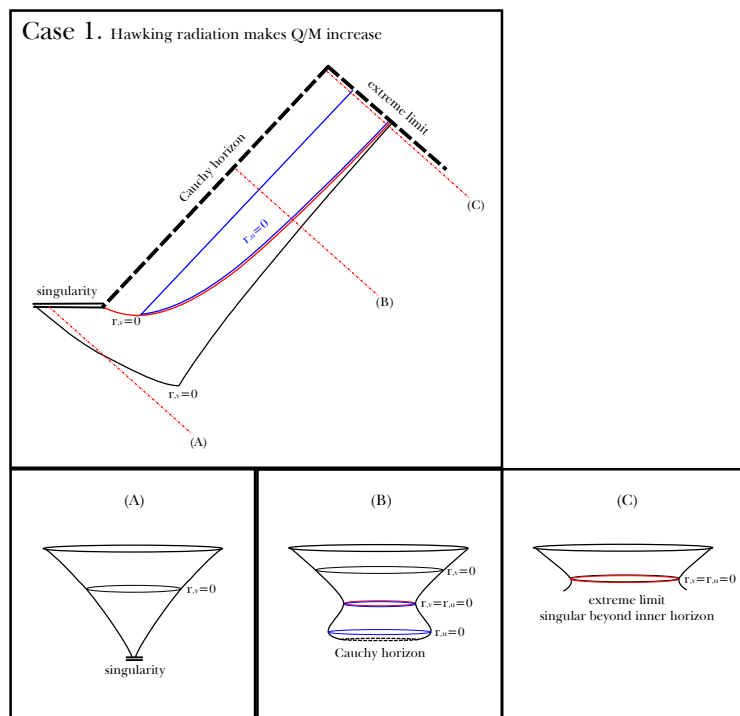 Case 1. Hawking radiation makes Q/M increase
extreme limit
Cauchy horizon
(C)
r,u=0
singularity
(B)
r,v=0
r,v=0
(A)
(A)
(B)
(C)
r,v=0
r,v=0
r,v=r,u=0
r,u=0
r,v=r,u=0
extreme limit
singular beyond inner horizon
Cauchy horizon
singularity